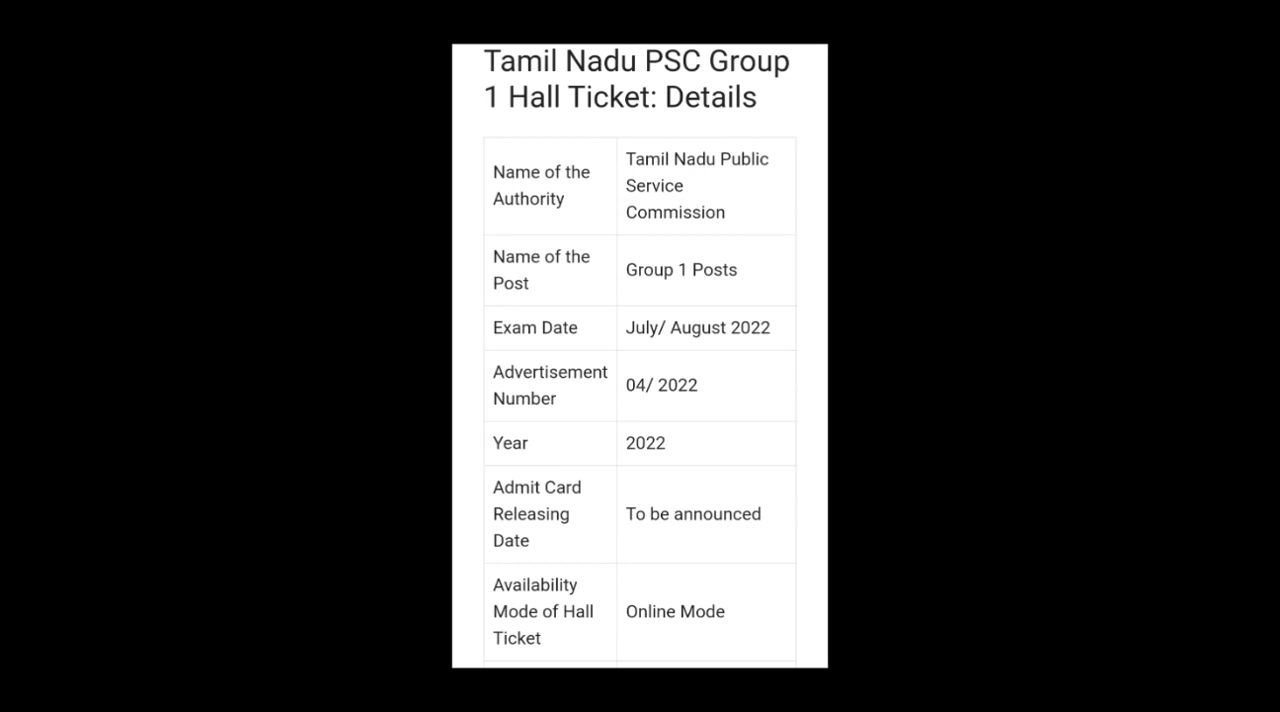 Tamil Nadu PSC Group
1 Hall Ticket: Details
Name of the
Authority
Tamil Nadu Public
Service
Commission
Name of the
Post
Group 1 Posts
Exam Date
July/ August 2022
Advertisement
Number
04/ 2022
Year
2022
Admit Card
Releasing
Date
To be announced
Availability
Mode of Hall
Ticket
Online Mode